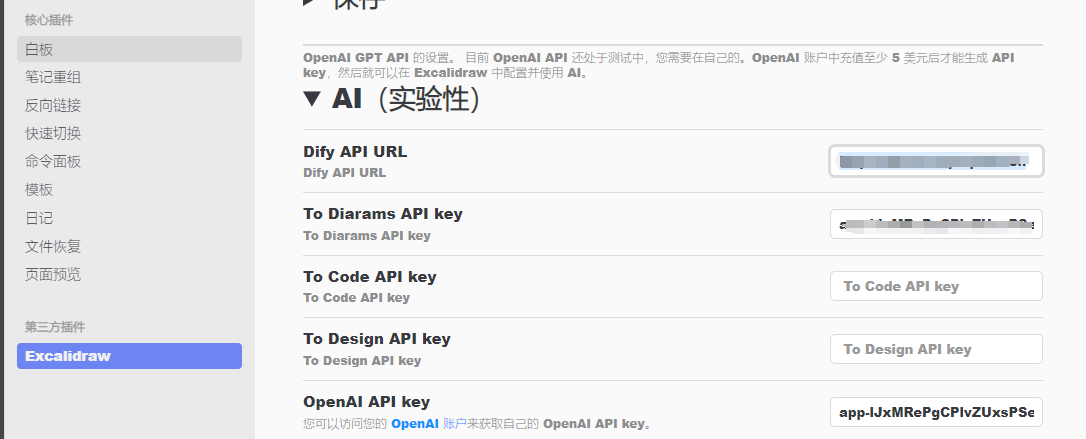 核心插件
白板
笔记重组
反向链接
快速切换
命令面板
模板
日记
文件恢复
页面预览
第三方插件
Excalidraw
保存
OpenAI GPT API 的设置。 目前 OpenAI API 还处于测试中，您需要在自己的。OpenAI 账户中充值至少 5 美元后才能生成 API
key，然后就可以在 Excalidraw 中配置并使用 AI。
AI（实验性）
Dify API URL
Dify API URL
To Diarams API key
To Diarams API key
To Code API key
To Code API key
To Code API key
To Design API key
To Design API key
To Design API key
OpenAI API key
您可以访问您的 OpenAI 账户来获取自己的 OpenAI API key。